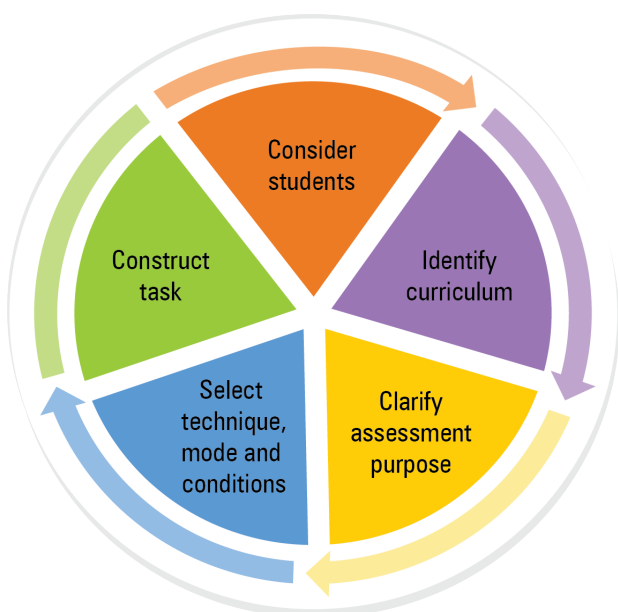 Consider
students
Identify
curriculum
Clarify
assessment
purpose
Select
technique,
mode and
conditions
Construct
task